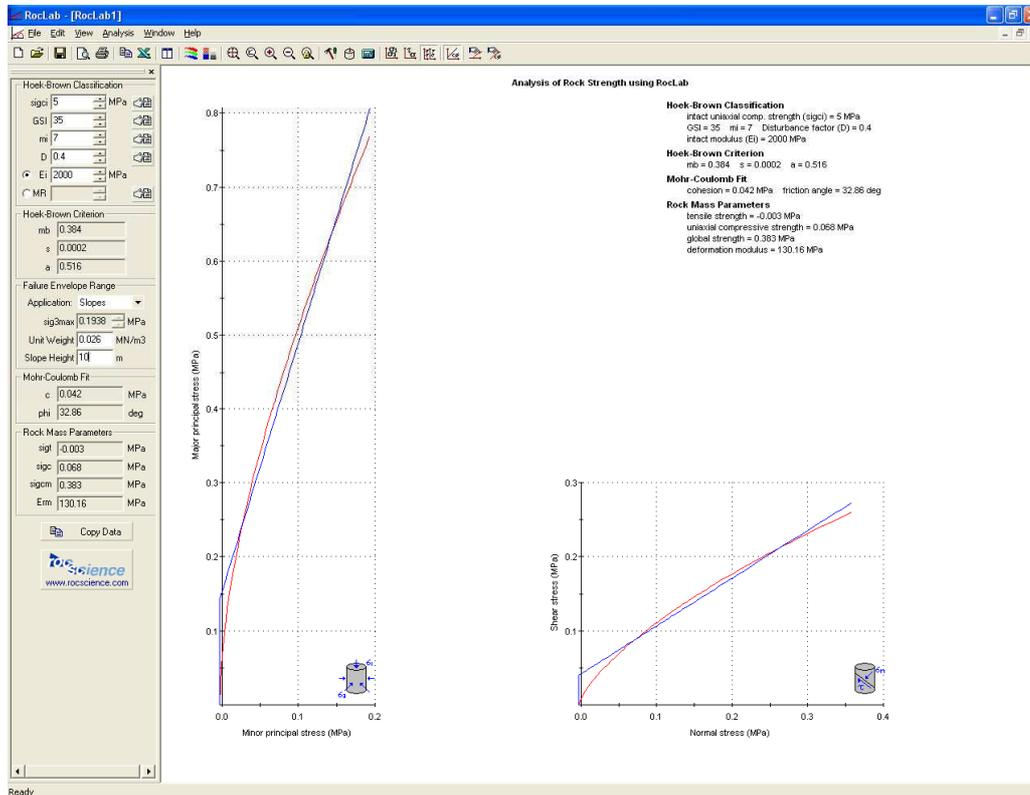 RocLab - [RocLab1]
File Edit View Analysis Window Help
Hoek-Brown Classification
sigci 5 MPa
GSI 35
mi 7
D 0.4
Ei 2000 MPa
MR
Hoek-Brown Criterion
mb 0.384
s 0.0002
a 0.516
Failure Envelope Range
Application: Slopes
sig3max 0.1938 MPa
Unit Weight 0.026 MN/m3
Slope Height 10 m
Mohr-Coulomb Fit
c 0.042 MPa
phi 32.86 deg
Rock Mass Parameters
sigt -0.003 MPa
sigc 0.068 MPa
sigcm 0.383 MPa
Erm 130.16 MPa
Copy Data
rocscience
www.rocscience.com
Ready
Analysis of Rock Strength using RocLab
Hoek-Brown Classification
intact uniaxial comp. strength (sigci) = 5 MPa
GSI = 35 mi = 7 Disturbance factor (D) = 0.4
intact modulus (Ei) = 2000 MPa
Hoek-Brown Criterion
mb = 0.384 s = 0.0002 a = 0.516
Mohr-Coulomb Fit
cohesion = 0.042 MPa friction angle = 32.86 deg
Rock Mass Parameters
tensile strength = -0.003 MPa
uniaxial compressive strength = 0.068 MPa
global strength = 0.383 MPa
deformation modulus = 130.16 MPa
0.8
0.7
0.6
0.5
0.4
0.3
0.2
0.1
Major principal stress (MPa)
0.0 0.1 0.2
Minor principal stress (MPa)
0.3
0.2
0.1
Shear stress (MPa)
0.0 0.1 0.2 0.3 0.4
Normal stress (MPa)